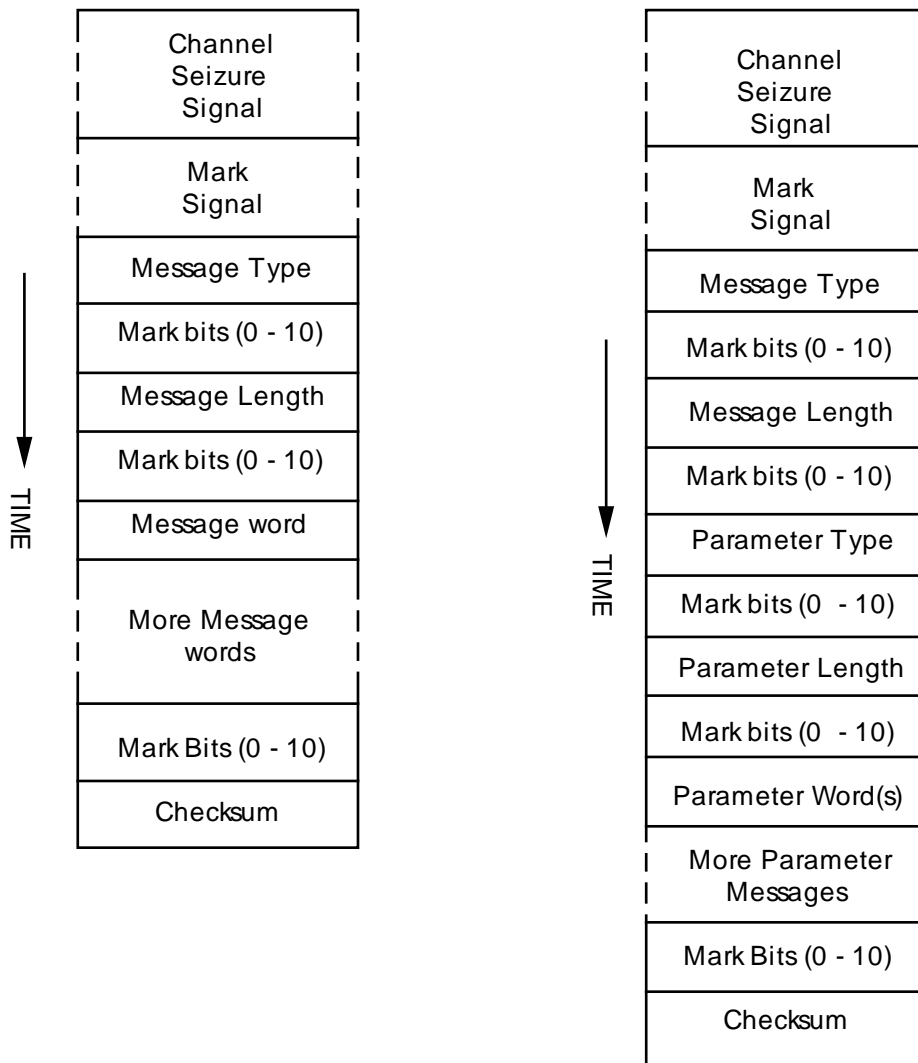 Channel
Seizure
Signal
Mark
Signal
Message Type
Mark bits (0 - 10)
Message Length
Mark bits (0 - 10)
Message word
More Message
words
Mark Bits (0 - 10)
Checksum
TIME
Channel
Seizure
Signal
Mark
Signal
Message Type
Mark bits (0 - 10)
Message Length
Mark bits (0 - 10)
Parameter Type
Mark bits (0 - 10)
Parameter Length
Mark bits (0 - 10)
Parameter Word(s)
More Parameter
Messages
Mark Bits (0 - 10)
Checksum
TIME